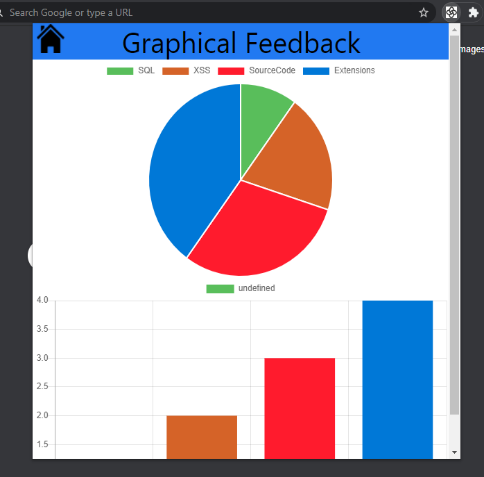 Search Google or type a URL
mages
Graphical Feedback
SQL XSS SourceCode Extensions
undefined
4.0
3.5
3.0
2.5
2.0
1.5